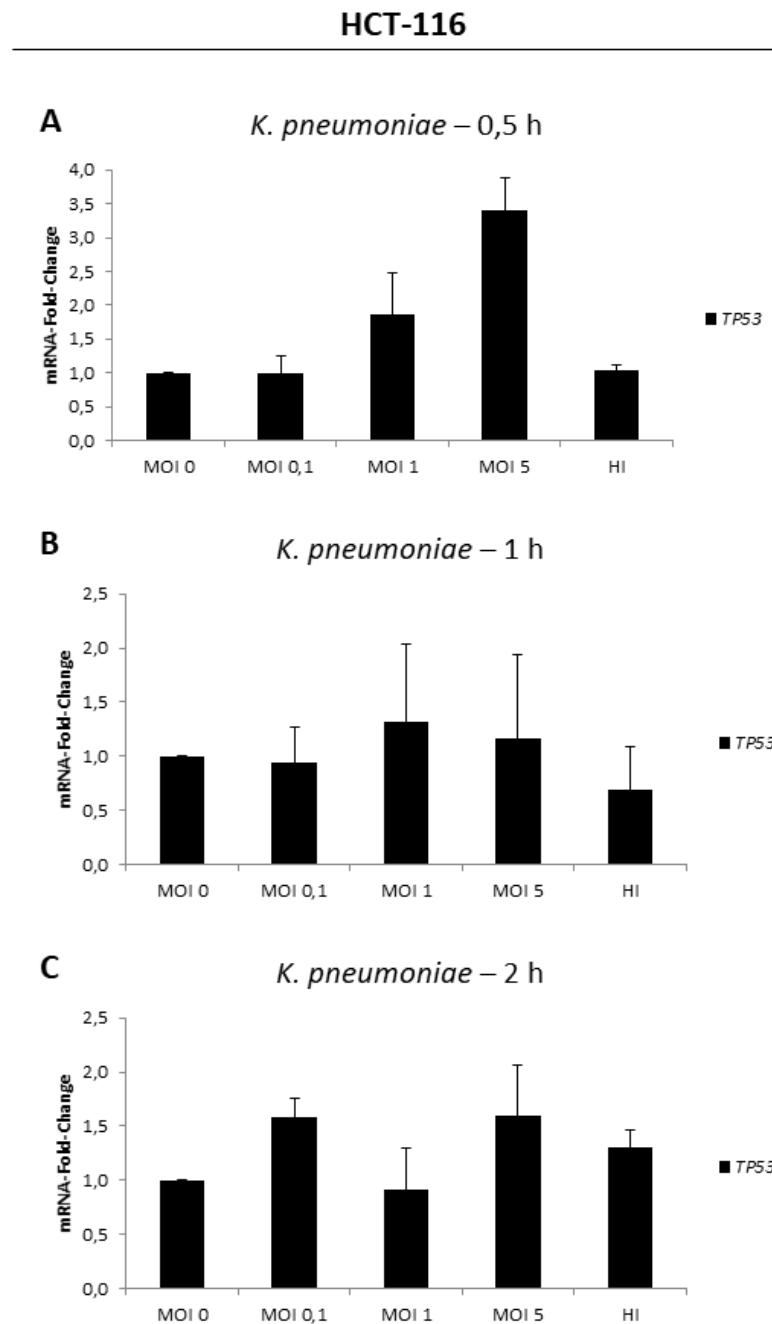 HCT-116
A
K. pneumoniae – 0,5 h
4,0
3,5
3,0
2,5
2,0
1,5
1,0
0,5
0,0
mRNA-Fold-Change
MOI 0 MOI 0,1 MOI 1 MOI 5 HI
TP53
B
K. pneumoniae – 1 h
2,5
2,0
1,5
1,0
0,5
0,0
mRNA-Fold-Change
MOI 0 MOI 0,1 MOI 1 MOI 5 HI
TP53
C
K. pneumoniae – 2 h
2,5
2,0
1,5
1,0
0,5
0,0
mRNA-Fold-Change
MOI 0 MOI 0,1 MOI 1 MOI 5 HI
TP53